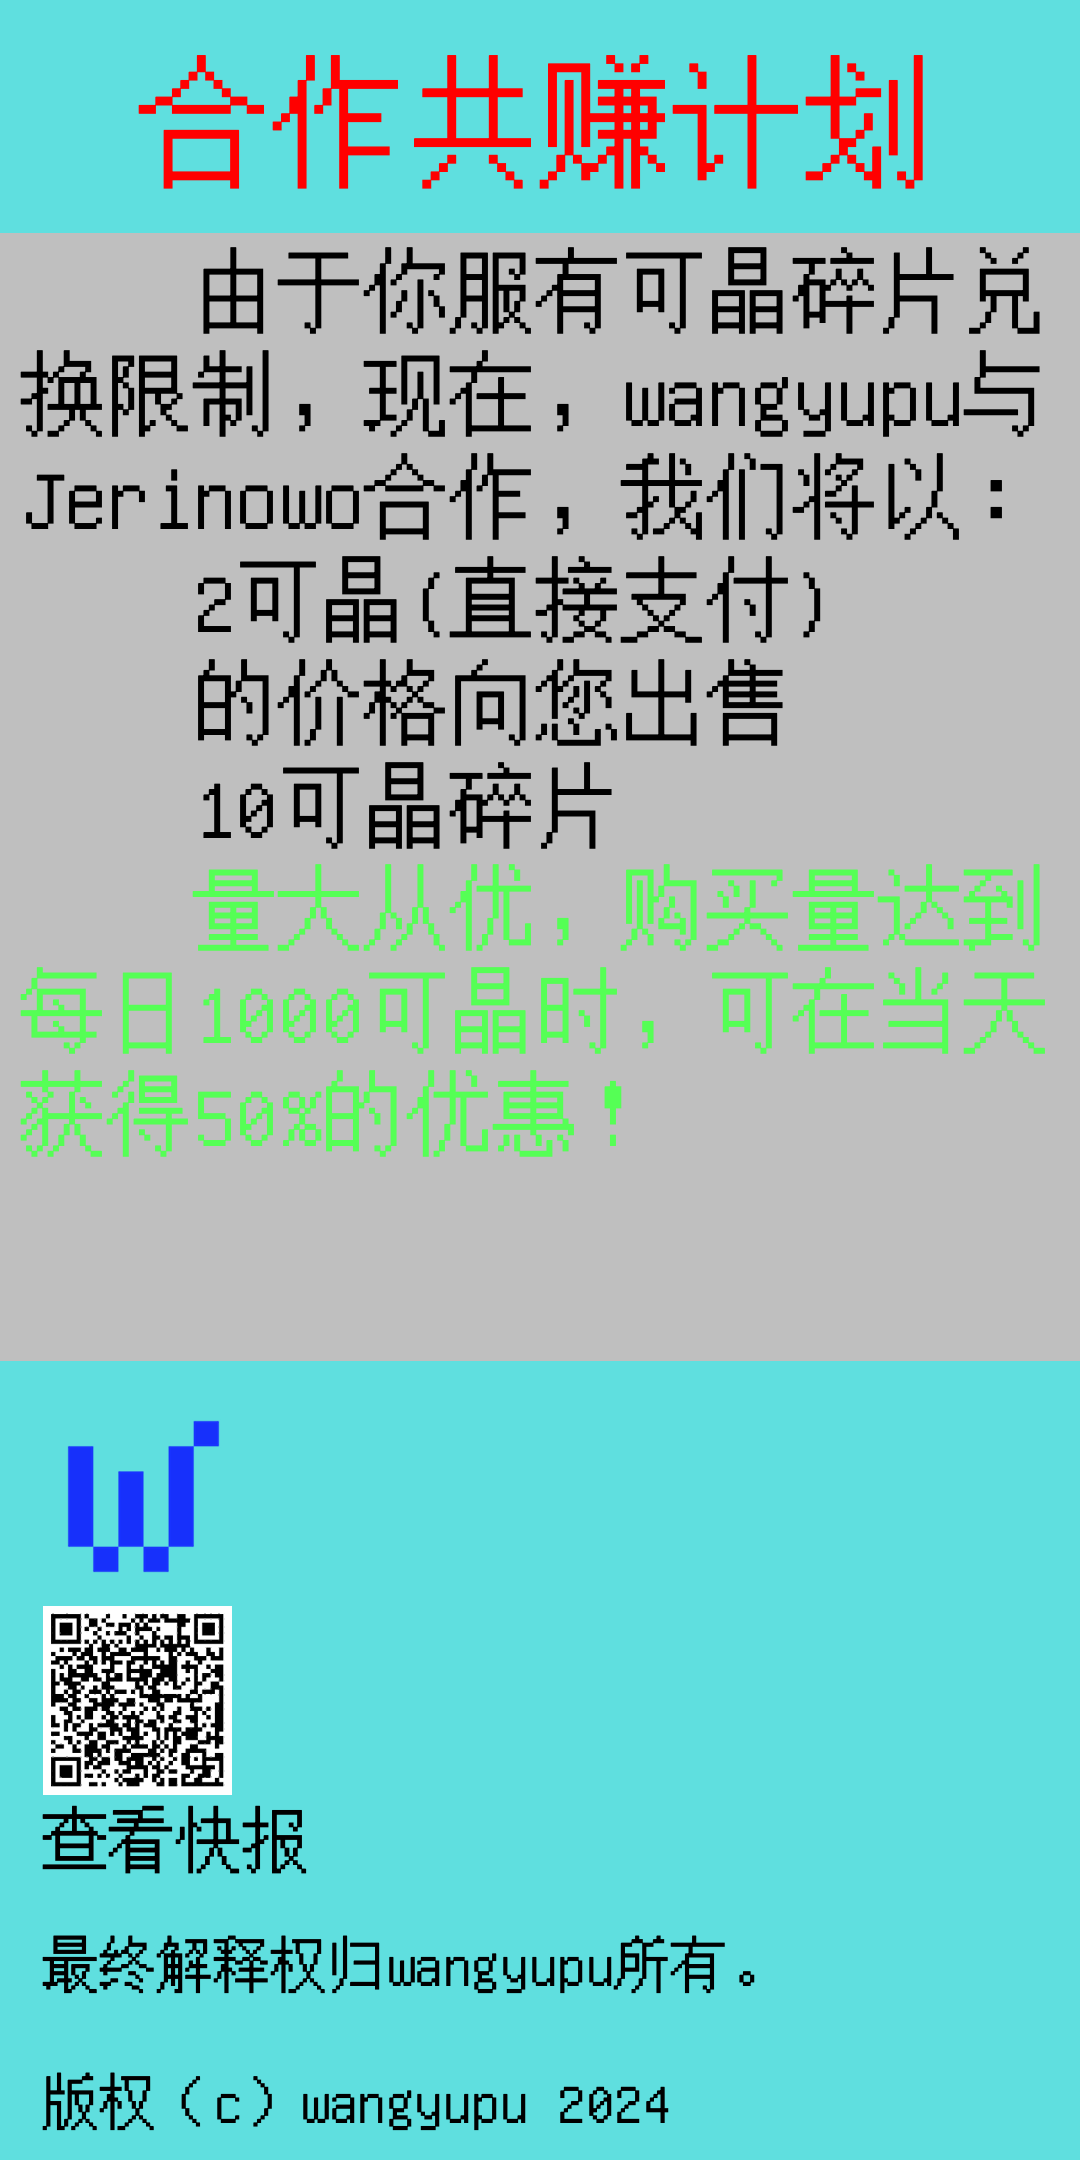 合作共赚计划
由于你服有可晶碎片兑
换限制，现在，wangyupu与
Jerinowo合作，我们将以：
2可晶(直接支付)
的价格向您出售
10可晶碎片
量大从优，购买量达到
每日1000可晶时，可在当天
获得50%的优惠！
W
查看快报
最终解释权归wangyupu所有。
版权（c）wangyupu 2024